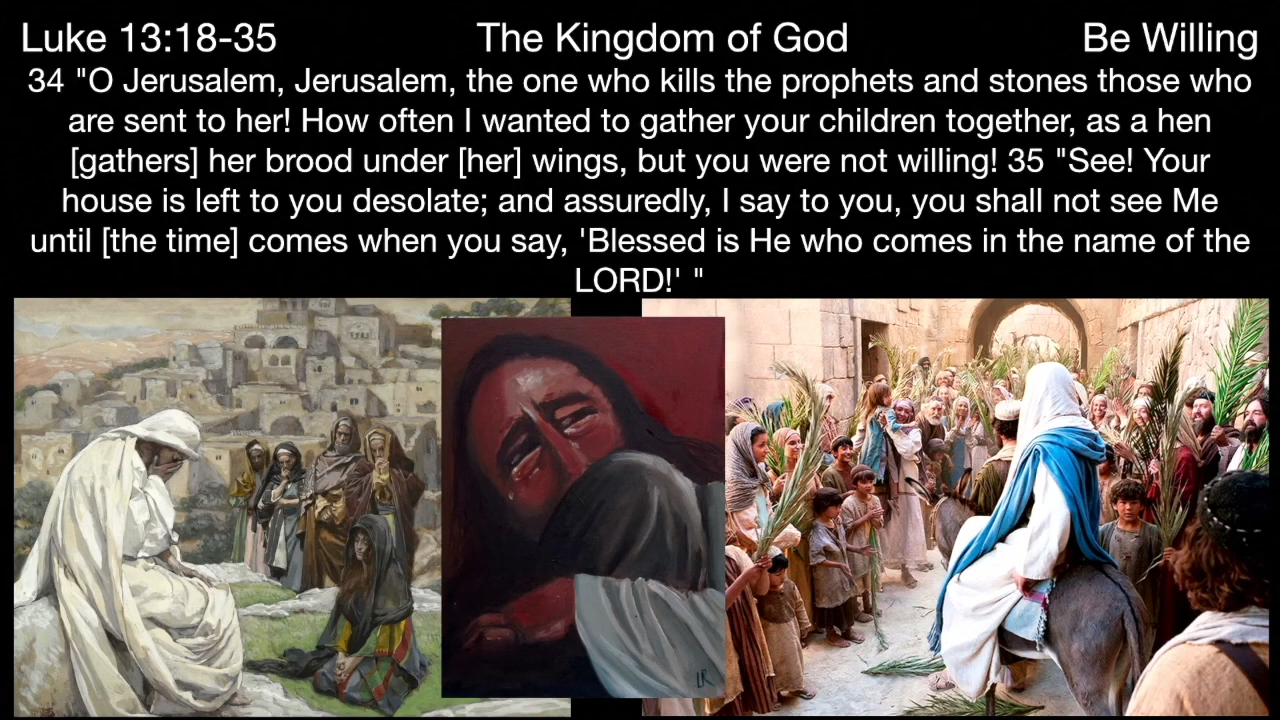 Luke 13:18-35 The Kingdom of God Be Willing
34 "O Jerusalem, Jerusalem, the one who kills the prophets and stones those who
are sent to her! How often I wanted to gather your children together, as a hen
[gathers] her brood under [her] wings, but you were not willing! 35 "See! Your
house is left to you desolate; and assuredly, I say to you, you shall not see Me
until [the time] comes when you say, 'Blessed is He who comes in the name of the
LORD!' "